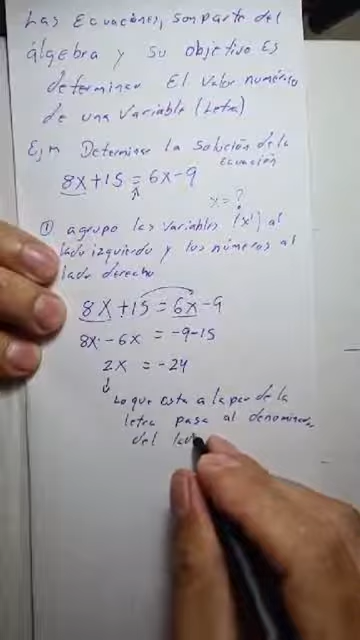 Las Ecuaciones, son parte del
álgebra y su objetivo Es
determinar El valor numérico
de una variable (Letra)
Ejm Determinar la solución de la
Ecuación
8X+15=6X-9
x=?
① agrupo las variables (x) al
lado izquierdo y los números al
lado derecho
8X+15=6X-9
8X-6X=-9-15
2X=-24
Lo que esta a la par de la
letra pasa al denominador
del lad